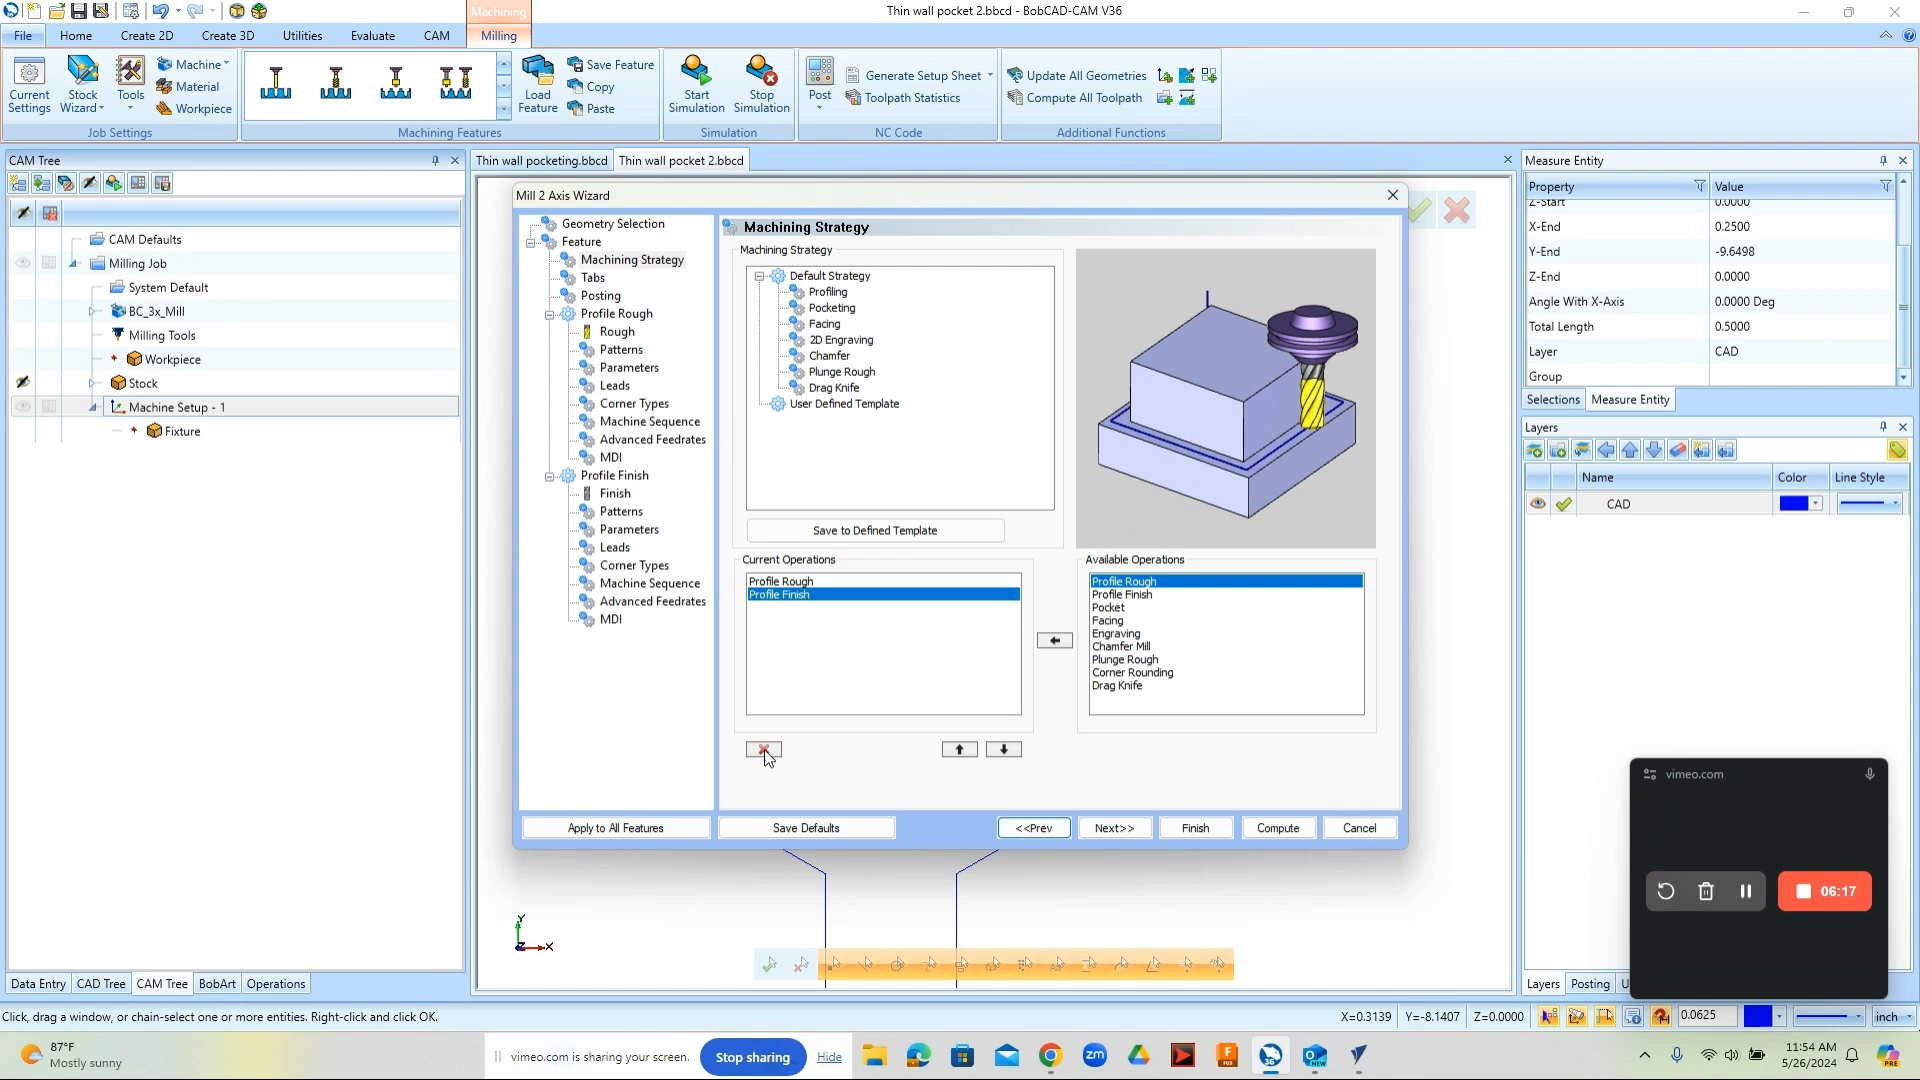 Machining
Thin wall pocket 2.bbcd - BobCAD-CAM V36
File Home Create 2D Create 3D Utilities Evaluate CAM Milling
Current Settings
Stock Wizard
Tools
Machine
Material
Workpiece
Job Settings
Machining Features
Load Feature
Save Feature
Copy
Paste
Start Simulation
Stop Simulation
Simulation
Post
Generate Setup Sheet
Toolpath Statistics
NC Code
Update All Geometries
Compute All Toolpath
Additional Functions
CAM Tree
CAM Defaults
Milling Job
System Default
BC_3x_Mill
Milling Tools
Workpiece
Stock
Machine Setup - 1
Fixture
Data Entry CAD Tree CAM Tree BobArt Operations
Thin wall pocketing.bbcd Thin wall pocket 2.bbcd
Mill 2 Axis Wizard
Geometry Selection
Feature
Machining Strategy
Tabs
Posting
Profile Rough
Rough
Patterns
Parameters
Leads
Corner Types
Machine Sequence
Advanced Feedrates
MDI
Profile Finish
Finish
Patterns
Parameters
Leads
Corner Types
Machine Sequence
Advanced Feedrates
MDI
Machining Strategy
Machining Strategy
Default Strategy
Profiling
Pocketing
Facing
2D Engraving
Chamfer
Plunge Rough
Drag Knife
User Defined Template
Save to Defined Template
Current Operations
Profile Rough
Profile Finish
Available Operations
Profile Rough
Profile Finish
Pocket
Facing
Engraving
Chamfer Mill
Plunge Rough
Corner Rounding
Drag Knife
Apply to All Features Save Defaults <<Prev Next>> Finish Compute Cancel
Y
Z X
Measure Entity
Property Value
Z-Start 0.0000
X-End 0.2500
Y-End -9.6498
Z-End 0.0000
Angle With X-Axis 0.0000 Deg
Total Length 0.5000
Layer CAD
Group
Selections Measure Entity
Layers
Name Color Line Style
CAD
vimeo.com
06:17
Layers Posting U
Click, drag a window, or chain-select one or more entities. Right-click and click OK.
X=0.3139 Y=-8.1407 Z=0.0000 0.0625 inch
87°F
Mostly sunny
vimeo.com is sharing your screen. Stop sharing Hide
zm
F
FUS
36
NEW
11:54 AM
5/26/2024
PRE